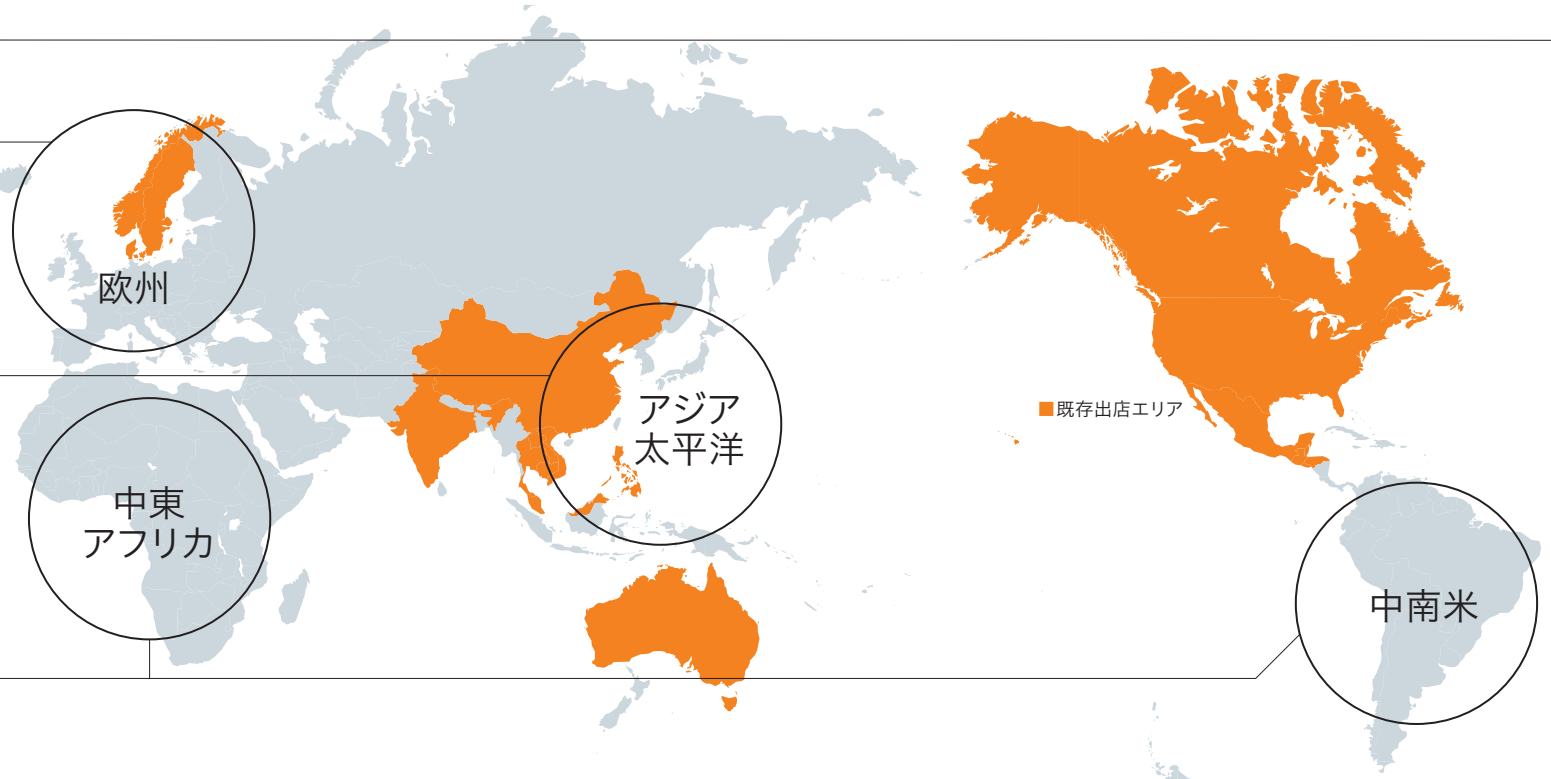 欧州
アジア
太平洋
■既存出店エリア
中東
アフリカ
中南米